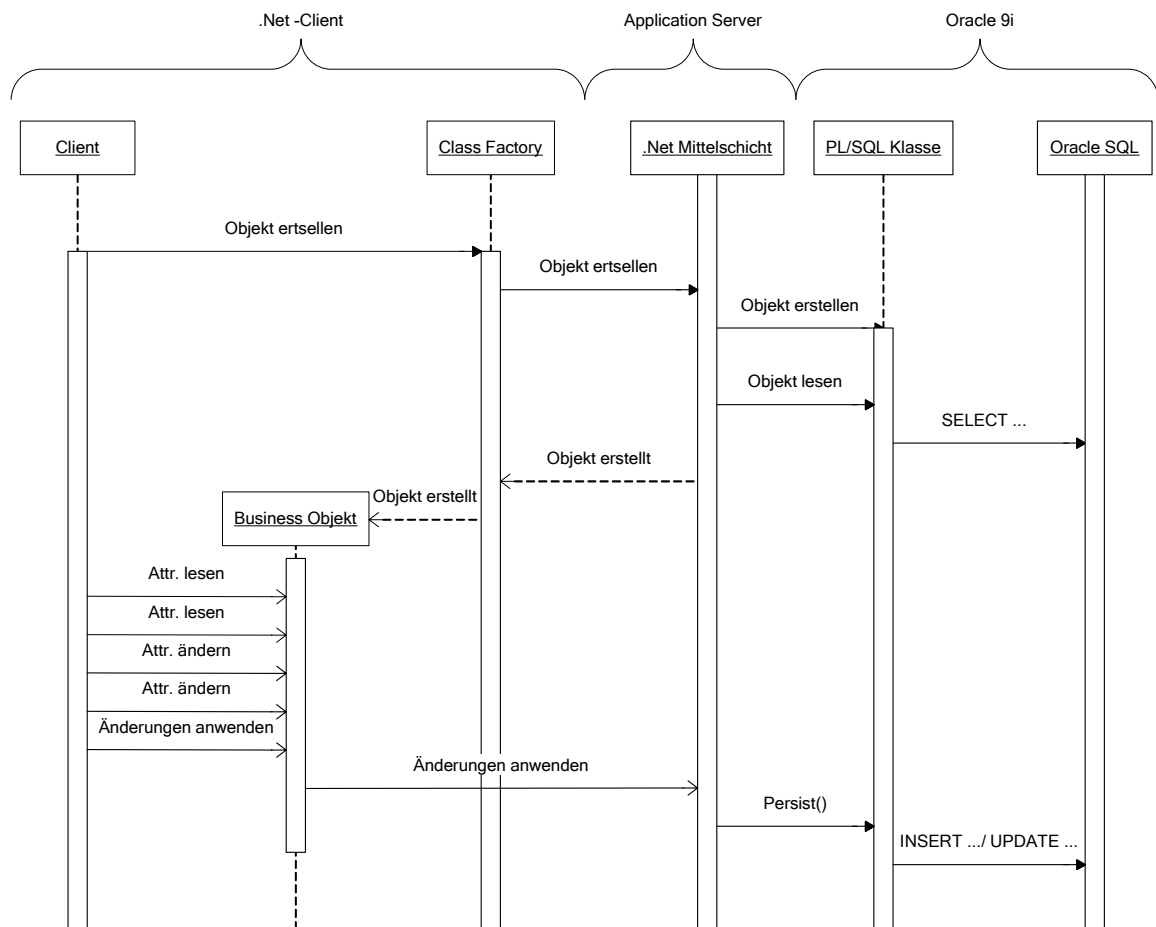 .Net -Client
Application Server
Oracle 9i
Client
Class Factory
.Net Mittelschicht
PL/SQL Klasse
Oracle SQL
Objekt ertsellen
Objekt ertsellen
Objekt erstellen
Objekt lesen
SELECT ...
Objekt erstellt
Objekt erstellt
Business Objekt
Attr. lesen
Attr. lesen
Attr. ändern
Attr. ändern
Änderungen anwenden
Änderungen anwenden
Persist()
INSERT .../ UPDATE ...